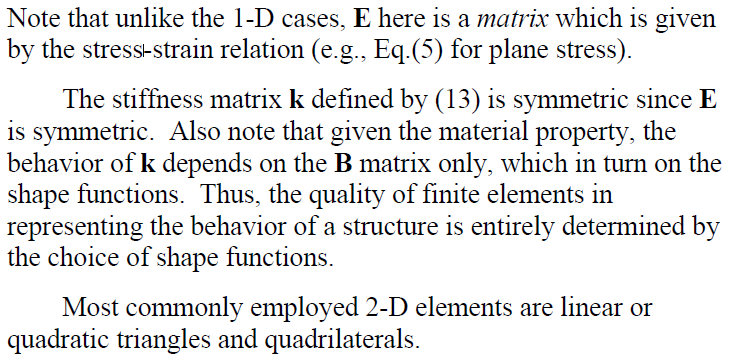 Note that unlike the 1-D cases, E here is a matrix which is given
by the stress-strain relation (e.g., Eq.(5) for plane stress).
The stiffness matrix k defined by (13) is symmetric since E
is symmetric. Also note that given the material property, the
behavior of k depends on the B matrix only, which in turn on the
shape functions. Thus, the quality of finite elements in
representing the behavior of a structure is entirely determined by
the choice of shape functions.
Most commonly employed 2-D elements are linear or
quadratic triangles and quadrilaterals.